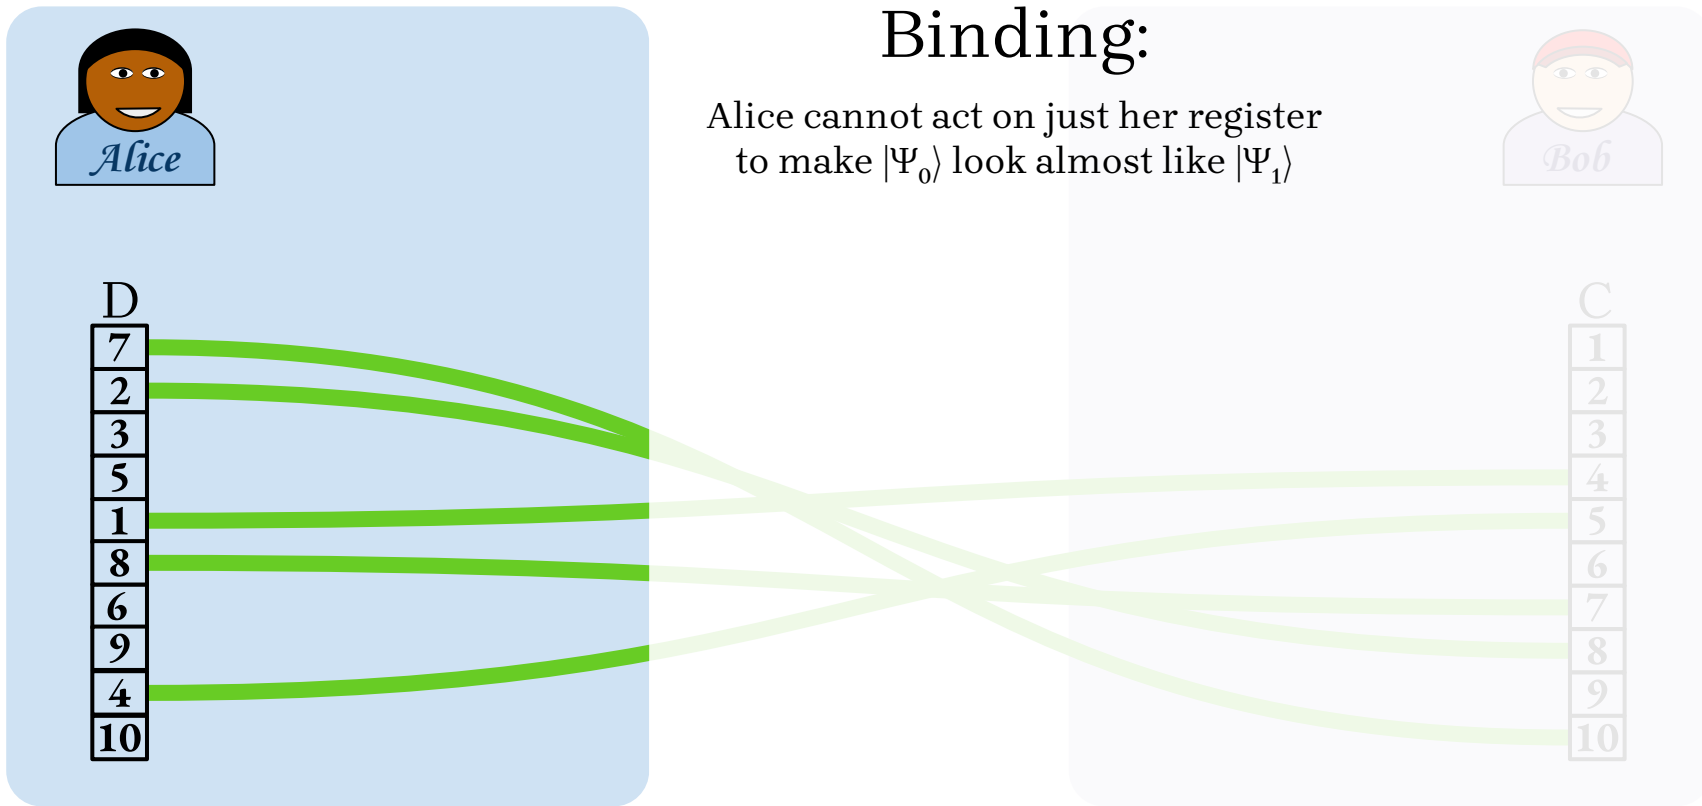 Binding:
Alice cannot act on just her register
to make |Ψ₀⟩ look almost like |Ψ₁⟩
Alice
Bob
D
7
2
3
5
1
8
6
9
4
10
C
1
2
3
4
5
6
7
8
9
10